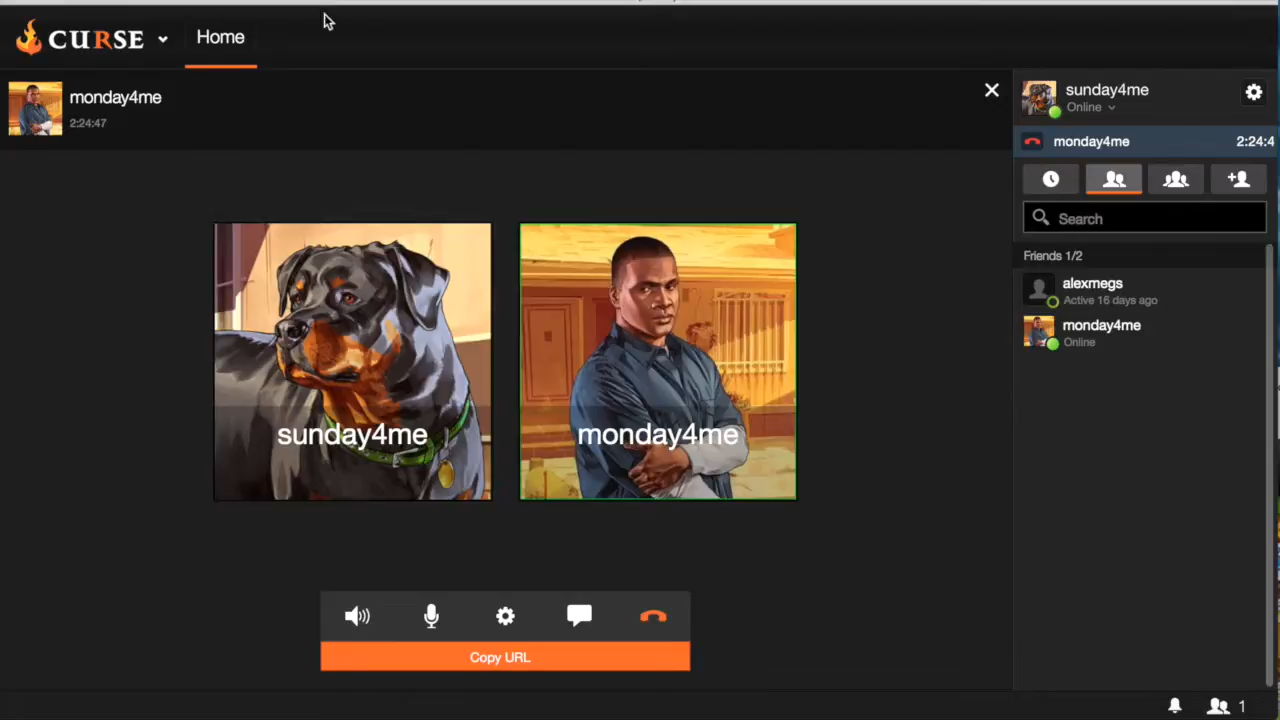 CURSE
Home
monday4me
2:24:47
sunday4me
monday4me
Copy URL
sunday4me
Online
monday4me
2:24:4
Search
Friends 1/2
alexmegs
Active 16 days ago
monday4me
Online
1